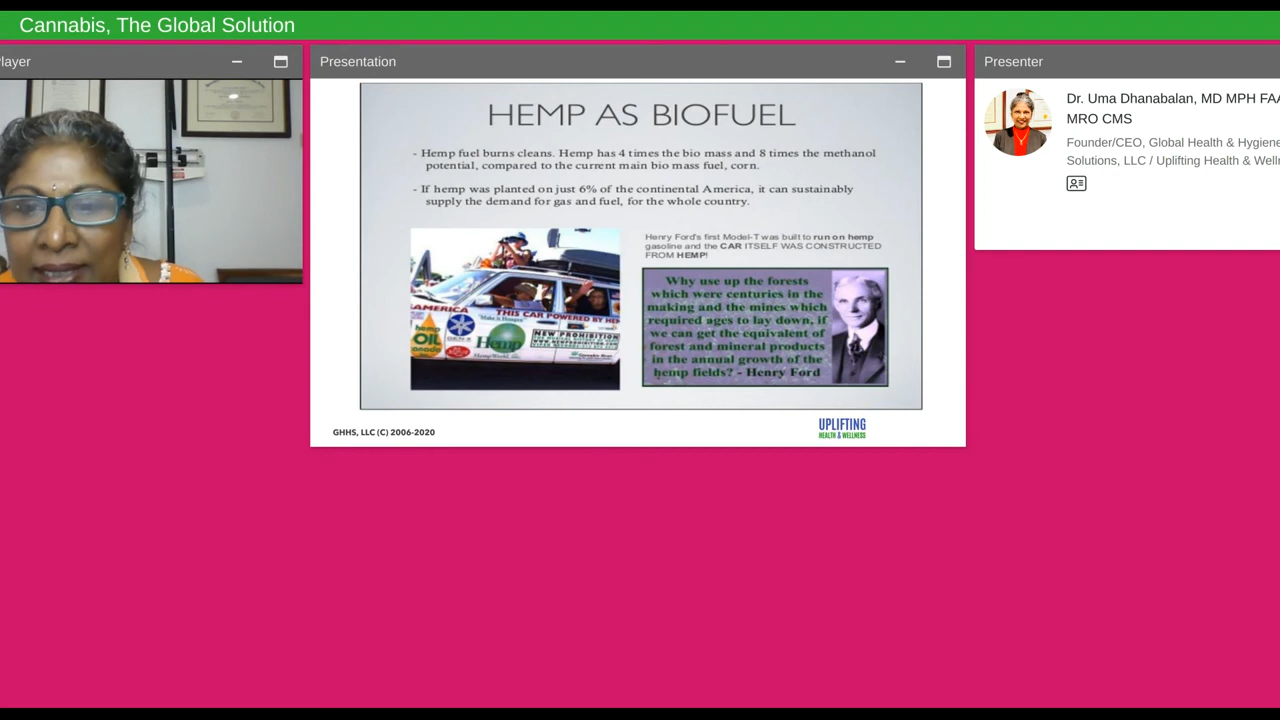 Cannabis, The Global Solution
layer
Presentation
Presenter
HEMP AS BIOFUEL
- Hemp fuel burns cleans. Hemp has 4 times the bio mass and 8 times the methanol
potential, compared to the current main bio mass fuel, corn.
- If hemp was planted on just 6% of the continental America, it can sustainably
supply the demand for gas and fuel, for the whole country.
Henry Ford's first Model-T was built to run on hemp
gasoline and the CAR ITSELF WAS CONSTRUCTED
FROM HEMP!
AMERICA
THIS CAR POWERED BY HE
hemp
OIL
Hemp
NEW PROHIBITION
Why use up the forests
which were centuries in the
making and the mines which
required ages to lay down, if
we can get the equivalent of
forest and mineral products
in the annual growth of the
hemp fields? - Henry Ford
GHHS, LLC (C) 2006-2020
UPLIFTING
HEALTH & WELLNESS
Dr. Uma Dhanabalan, MD MPH FAA
MRO CMS
Founder/CEO, Global Health & Hygiene
Solutions, LLC / Uplifting Health & Well